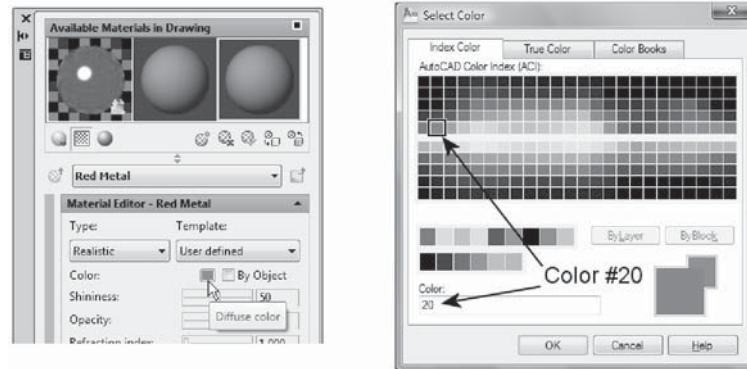 Available Materials in Drawing
Red Metal
Material Editor - Red Metal
Type:
Template:
Realistic
User defined
Color:
By Object
Shininess:
50
Opacity:
Diffuse color
Refraction index:
1.000
Select Color
Index Color
True Color
Color Books
AutoCAD Color Index (ACI):
ByLayer
ByBlock
Color #20
Color:
20
OK
Cancel
Help